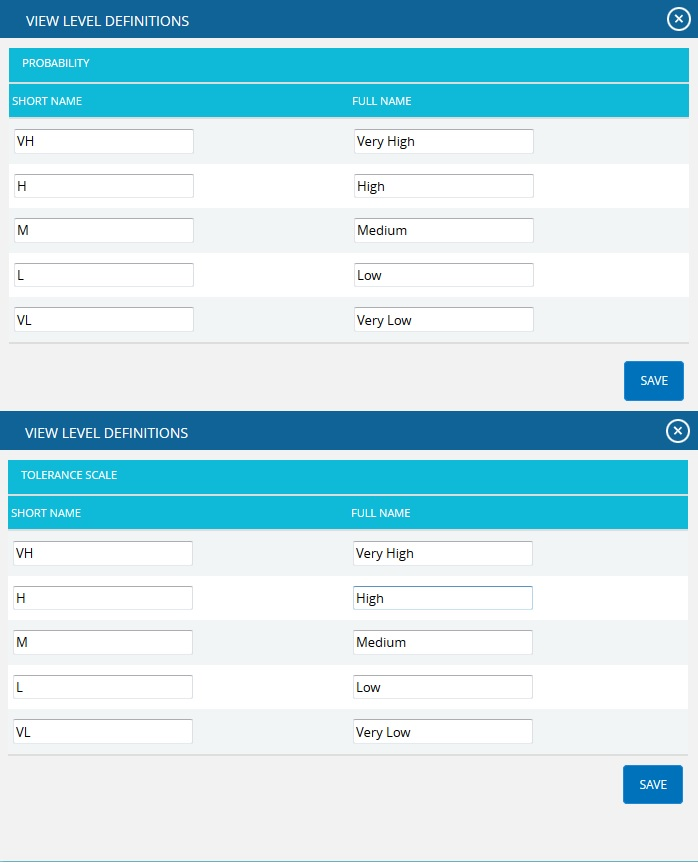 VIEW LEVEL DEFINITIONS
PROBABILITY
SHORT NAME FULL NAME
VH Very High
H High
M Medium
L Low
VL Very Low
SAVE
VIEW LEVEL DEFINITIONS
TOLERANCE SCALE
SHORT NAME FULL NAME
VH Very High
H High
M Medium
L Low
VL Very Low
SAVE